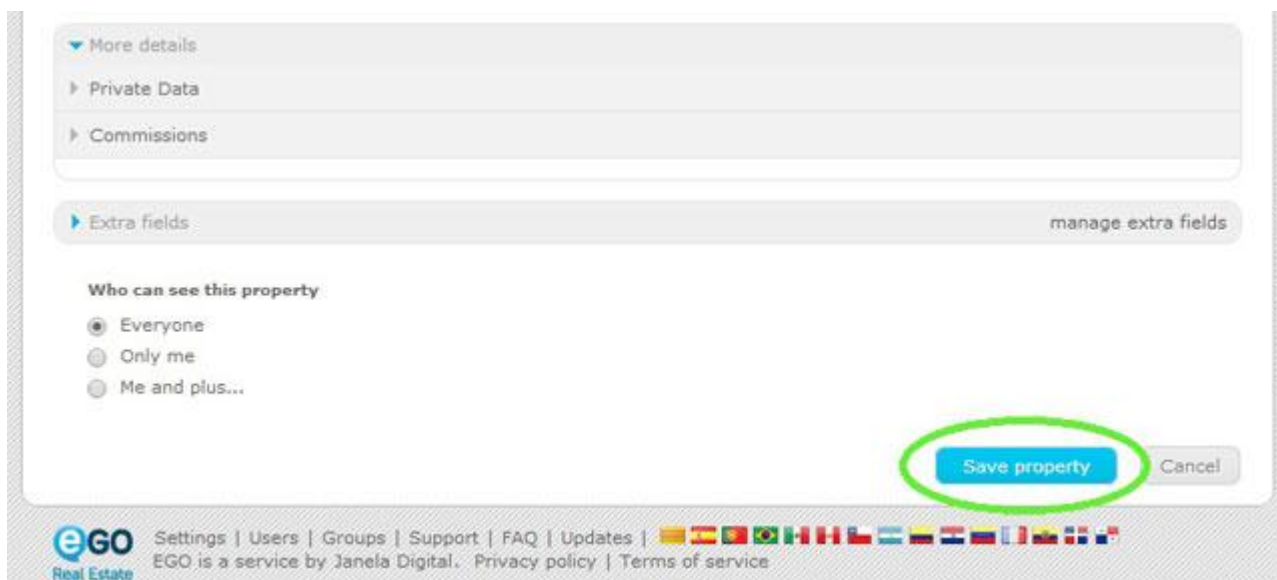 More details
Private Data
Commissions
Extra fields manage extra fields
Who can see this property
Everyone
Only me
Me and plus...
Save property Cancel
eGO Real Estate
Settings | Users | Groups | Support | FAQ | Updates |
EGO is a service by Janela Digital. Privacy policy | Terms of service